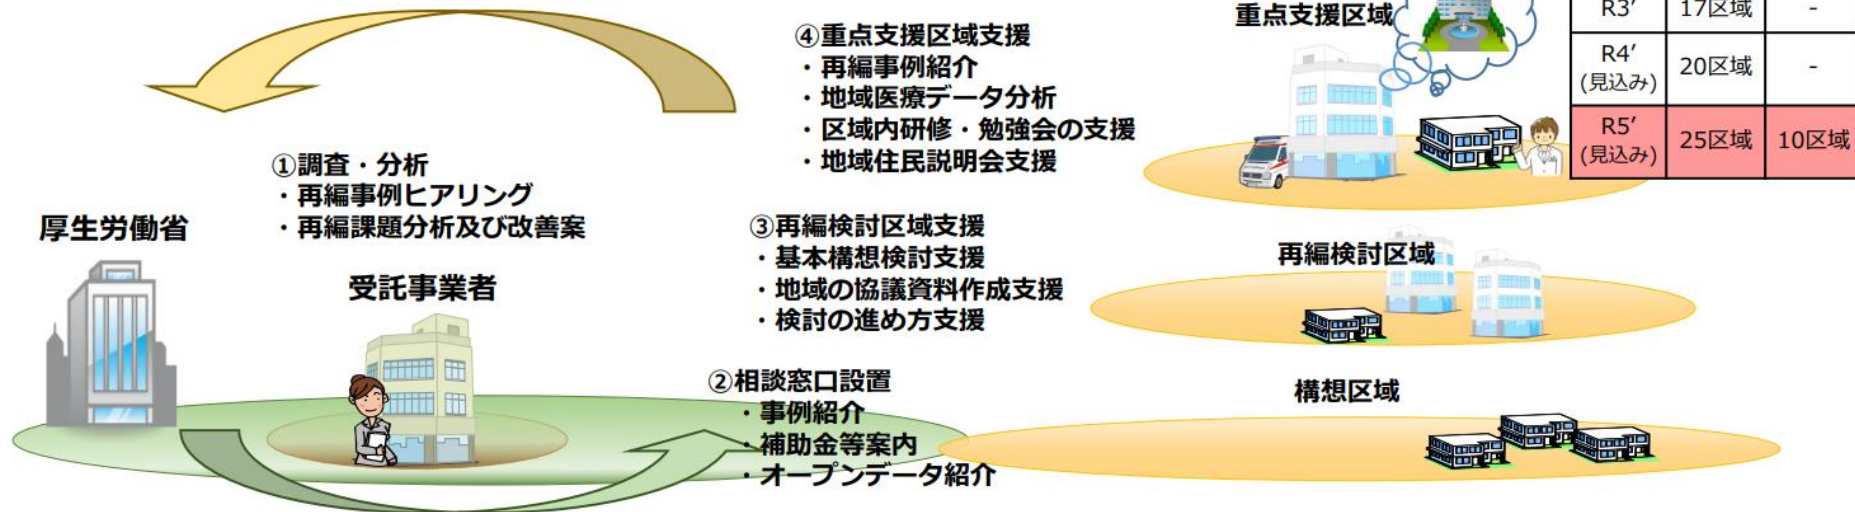 厚生労働省
①調査・分析
・再編事例ヒアリング
・再編課題分析及び改善案
受託事業者
④重点支援区域支援
・再編事例紹介
・地域医療データ分析
・区域内研修・勉強会の支援
・地域住民説明会支援
③再編検討区域支援
・基本構想検討支援
・地域の協議資料作成支援
・検討の進め方支援
②相談窓口設置
・事例紹介
・補助金等案内
・オープンデータ紹介
重点支援区域
再編検討区域
構想区域
R3′ 17区域 -
R4′
(見込み) 20区域 -
R5′
(見込み) 25区域 10区域